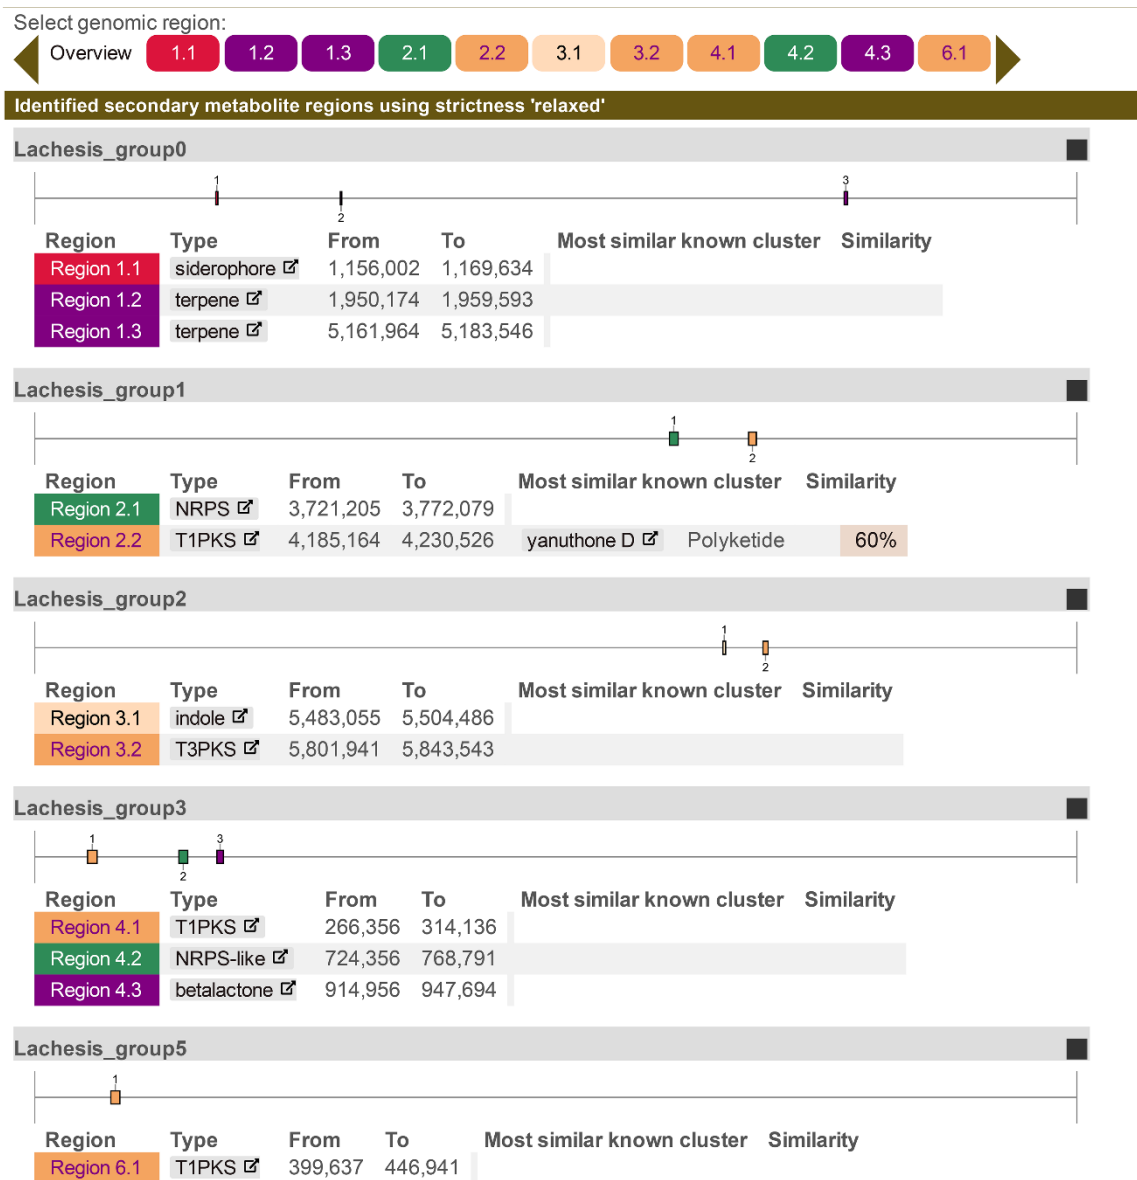 Select genomic region:
Overview 1.1 1.2 1.3 2.1 2.2 3.1 3.2 4.1 4.2 4.3 6.1
Identified secondary metabolite regions using strictness 'relaxed'
Lachesis_group0
1 3
2
Region Type From To Most similar known cluster Similarity
Region 1.1 siderophore 1,156,002 1,169,634
Region 1.2 terpene 1,950,174 1,959,593
Region 1.3 terpene 5,161,964 5,183,546
Lachesis_group1
1
2
Region Type From To Most similar known cluster Similarity
Region 2.1 NRPS 3,721,205 3,772,079
Region 2.2 T1PKS 4,185,164 4,230,526 yanuthone D Polyketide 60%
Lachesis_group2
1
2
Region Type From To Most similar known cluster Similarity
Region 3.1 indole 5,483,055 5,504,486
Region 3.2 T3PKS 5,801,941 5,843,543
Lachesis_group3
1 3
2
Region Type From To Most similar known cluster Similarity
Region 4.1 T1PKS 266,356 314,136
Region 4.2 NRPS-like 724,356 768,791
Region 4.3 betalactone 914,956 947,694
Lachesis_group5
1
Region Type From To Most similar known cluster Similarity
Region 6.1 T1PKS 399,637 446,941